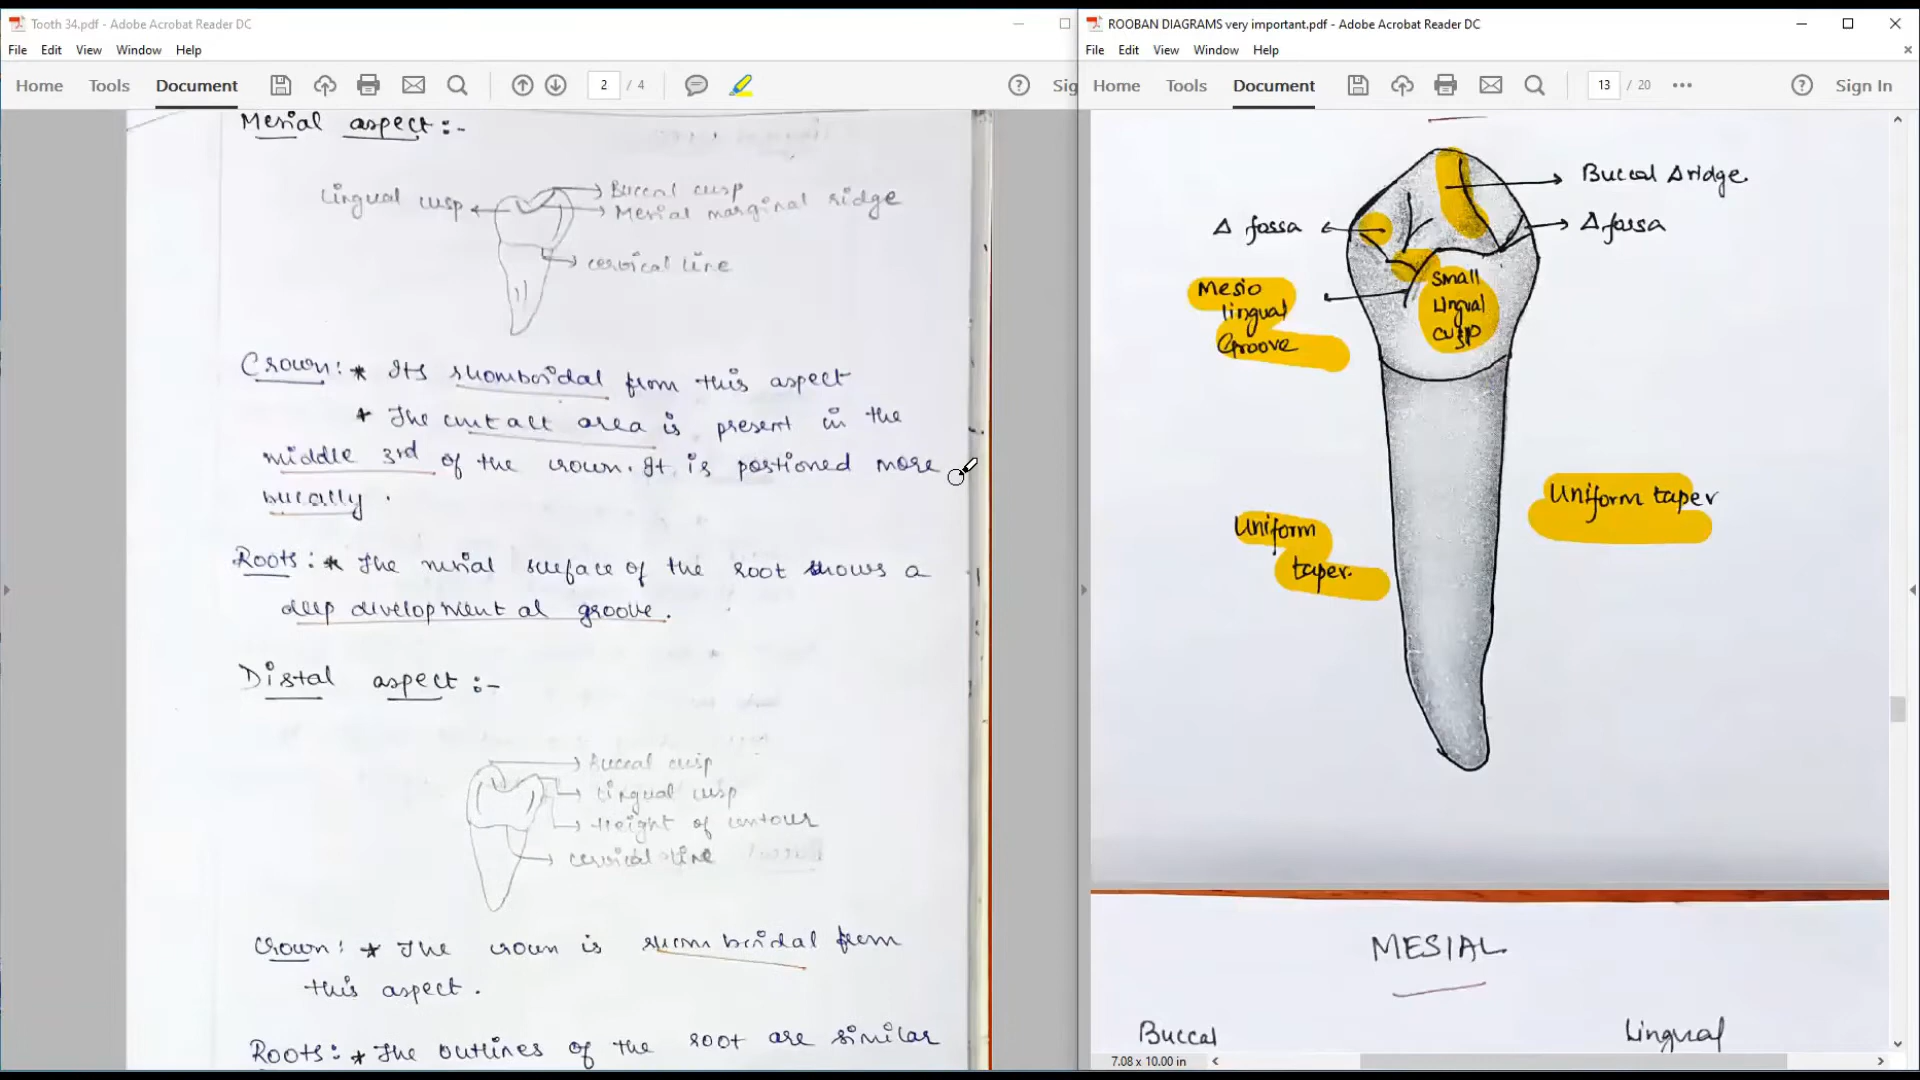 Tooth 34.pdf - Adobe Acrobat Reader DC
File Edit View Window Help
Home Tools Document 2 / 4 Sig
Mesial aspect :-
Lingual cusp
Buccal cusp
Mesial marginal ridge
cervical line
Crown: * Its rhomboidal from this aspect
* The contact area is present in the
middle 3rd of the crown. It is postioned more
bucally.
Roots: * The mesial surface of the root shows a
deep developmental groove.
Distal aspect :-
Buccal cusp
Lingual cusp
Height of contour
cervical line
Crown: * The crown is rhomboidal from
this aspect.
Roots: * The outlines of the root are similar
ROOBAN DIAGRAMS very important.pdf - Adobe Acrobat Reader DC
File Edit View Window Help
Home Tools Document 13 / 20 Sign In
Buccal Δ ridge
Δ fossa
Δ fossa
Mesio
lingual
Groove
Small
Lingual
cusp
Uniform taper
Uniform
taper.
MESIAL
Buccal
Lingual
7.08 x 10.00 in